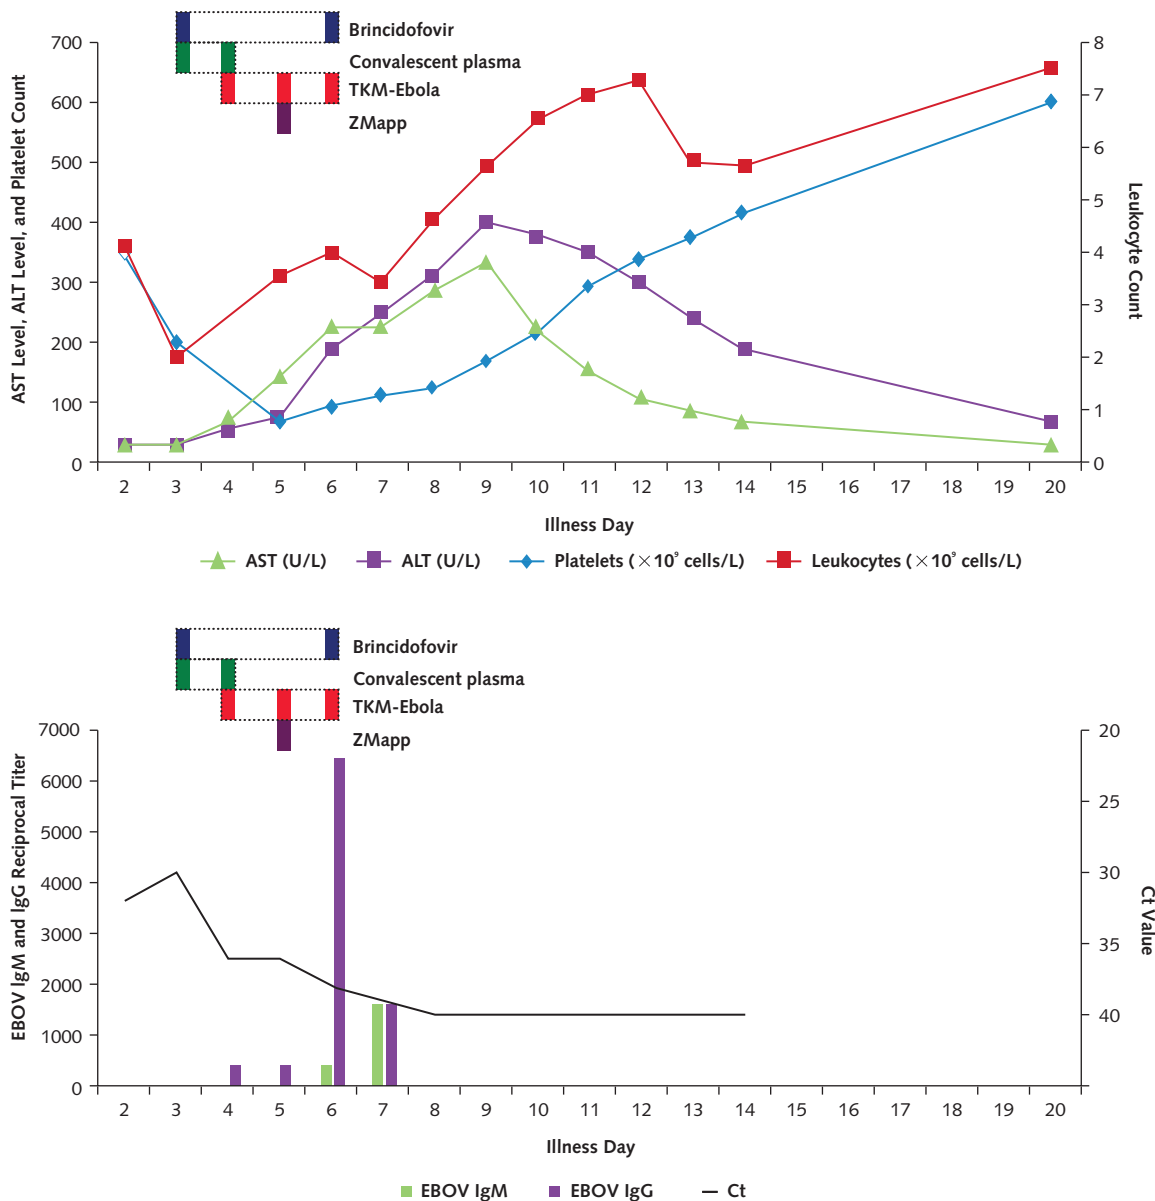 Brincidofovir
Convalescent plasma
TKM-Ebola
ZMapp
AST Level, ALT Level, and Platelet Count
700
600
500
400
300
200
100
0
8
7
6
5
4
3
2
1
0
Leukocyte Count
2 3 4 5 6 7 8 9 10 11 12 13 14 15 16 17 18 19 20
Illness Day
AST (U/L) ALT (U/L) Platelets (×10⁹ cells/L) Leukocytes (×10⁹ cells/L)
Brincidofovir
Convalescent plasma
TKM-Ebola
ZMapp
EBOV IgM and IgG Reciprocal Titer
7000
6000
5000
4000
3000
2000
1000
0
20
25
30
35
40
Ct Value
2 3 4 5 6 7 8 9 10 11 12 13 14 15 16 17 18 19 20
Illness Day
EBOV IgM EBOV IgG Ct